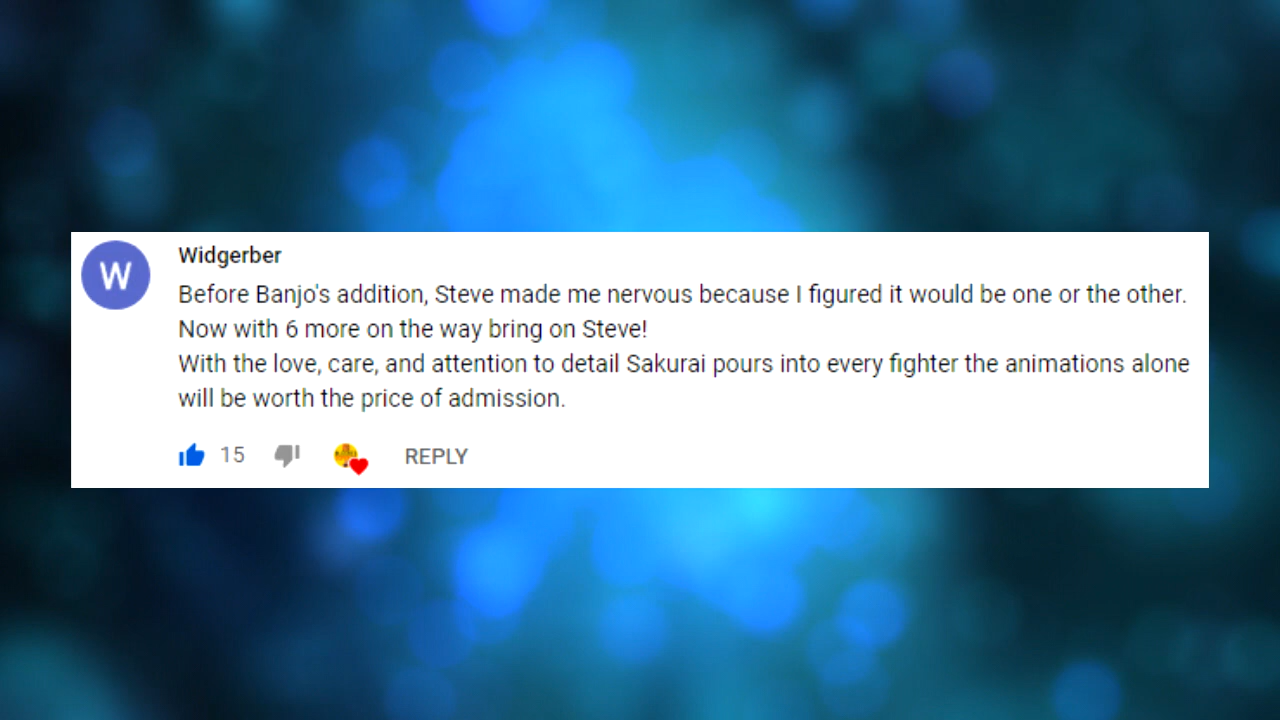 W
Widgerber
Before Banjo's addition, Steve made me nervous because I figured it would be one or the other.
Now with 6 more on the way bring on Steve!
With the love, care, and attention to detail Sakurai pours into every fighter the animations alone
will be worth the price of admission.
15 REPLY